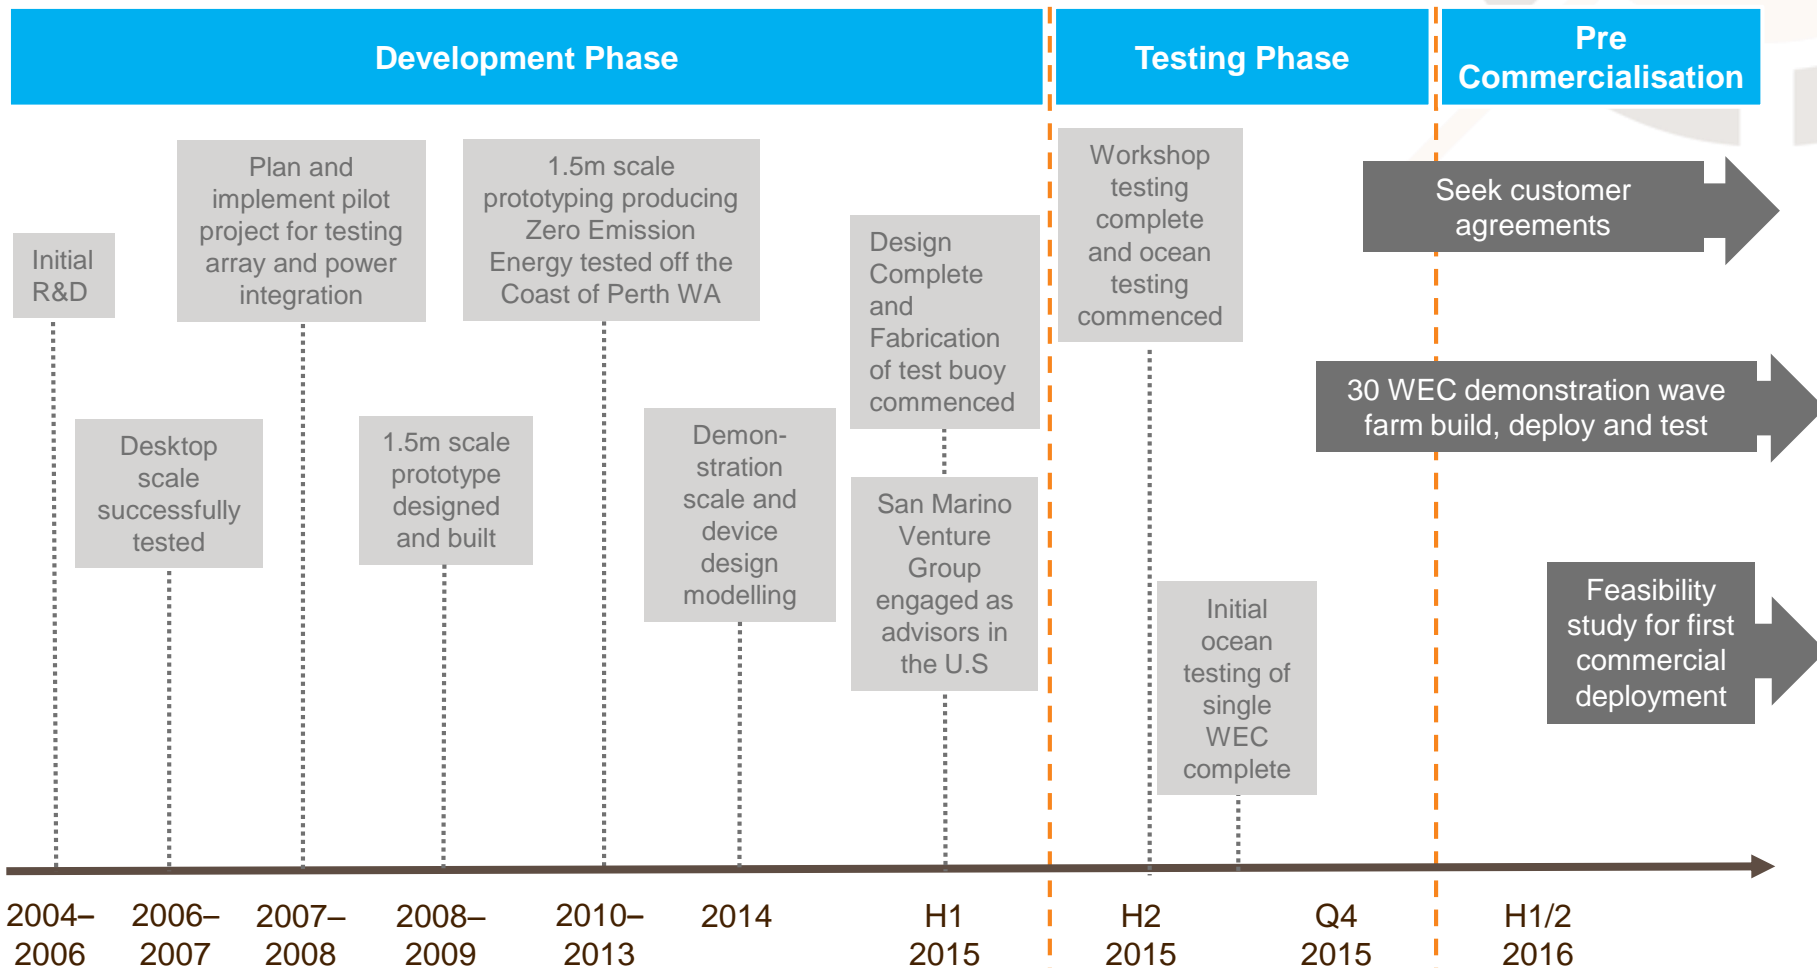 Development Phase
Testing Phase
Pre
Commercialisation
Initial
R&D
Desktop
scale
successfully
tested
Plan and
implement pilot
project for testing
array and power
integration
1.5m scale
prototype
designed
and built
1.5m scale
prototyping producing
Zero Emission
Energy tested off the
Coast of Perth WA
Demon-
stration
scale and
device
design
modelling
Design
Complete
and
Fabrication
of test buoy
commenced
San Marino
Venture
Group
engaged as
advisors in
the U.S
Workshop
testing
complete
and ocean
testing
commenced
Initial
ocean
testing of
single
WEC
complete
Seek customer
agreements
30 WEC demonstration wave
farm build, deploy and test
Feasibility
study for first
commercial
deployment
2004–
2006
2006–
2007
2007–
2008
2008–
2009
2010–
2013
2014
H1
2015
H2
2015
Q4
2015
H1/2
2016